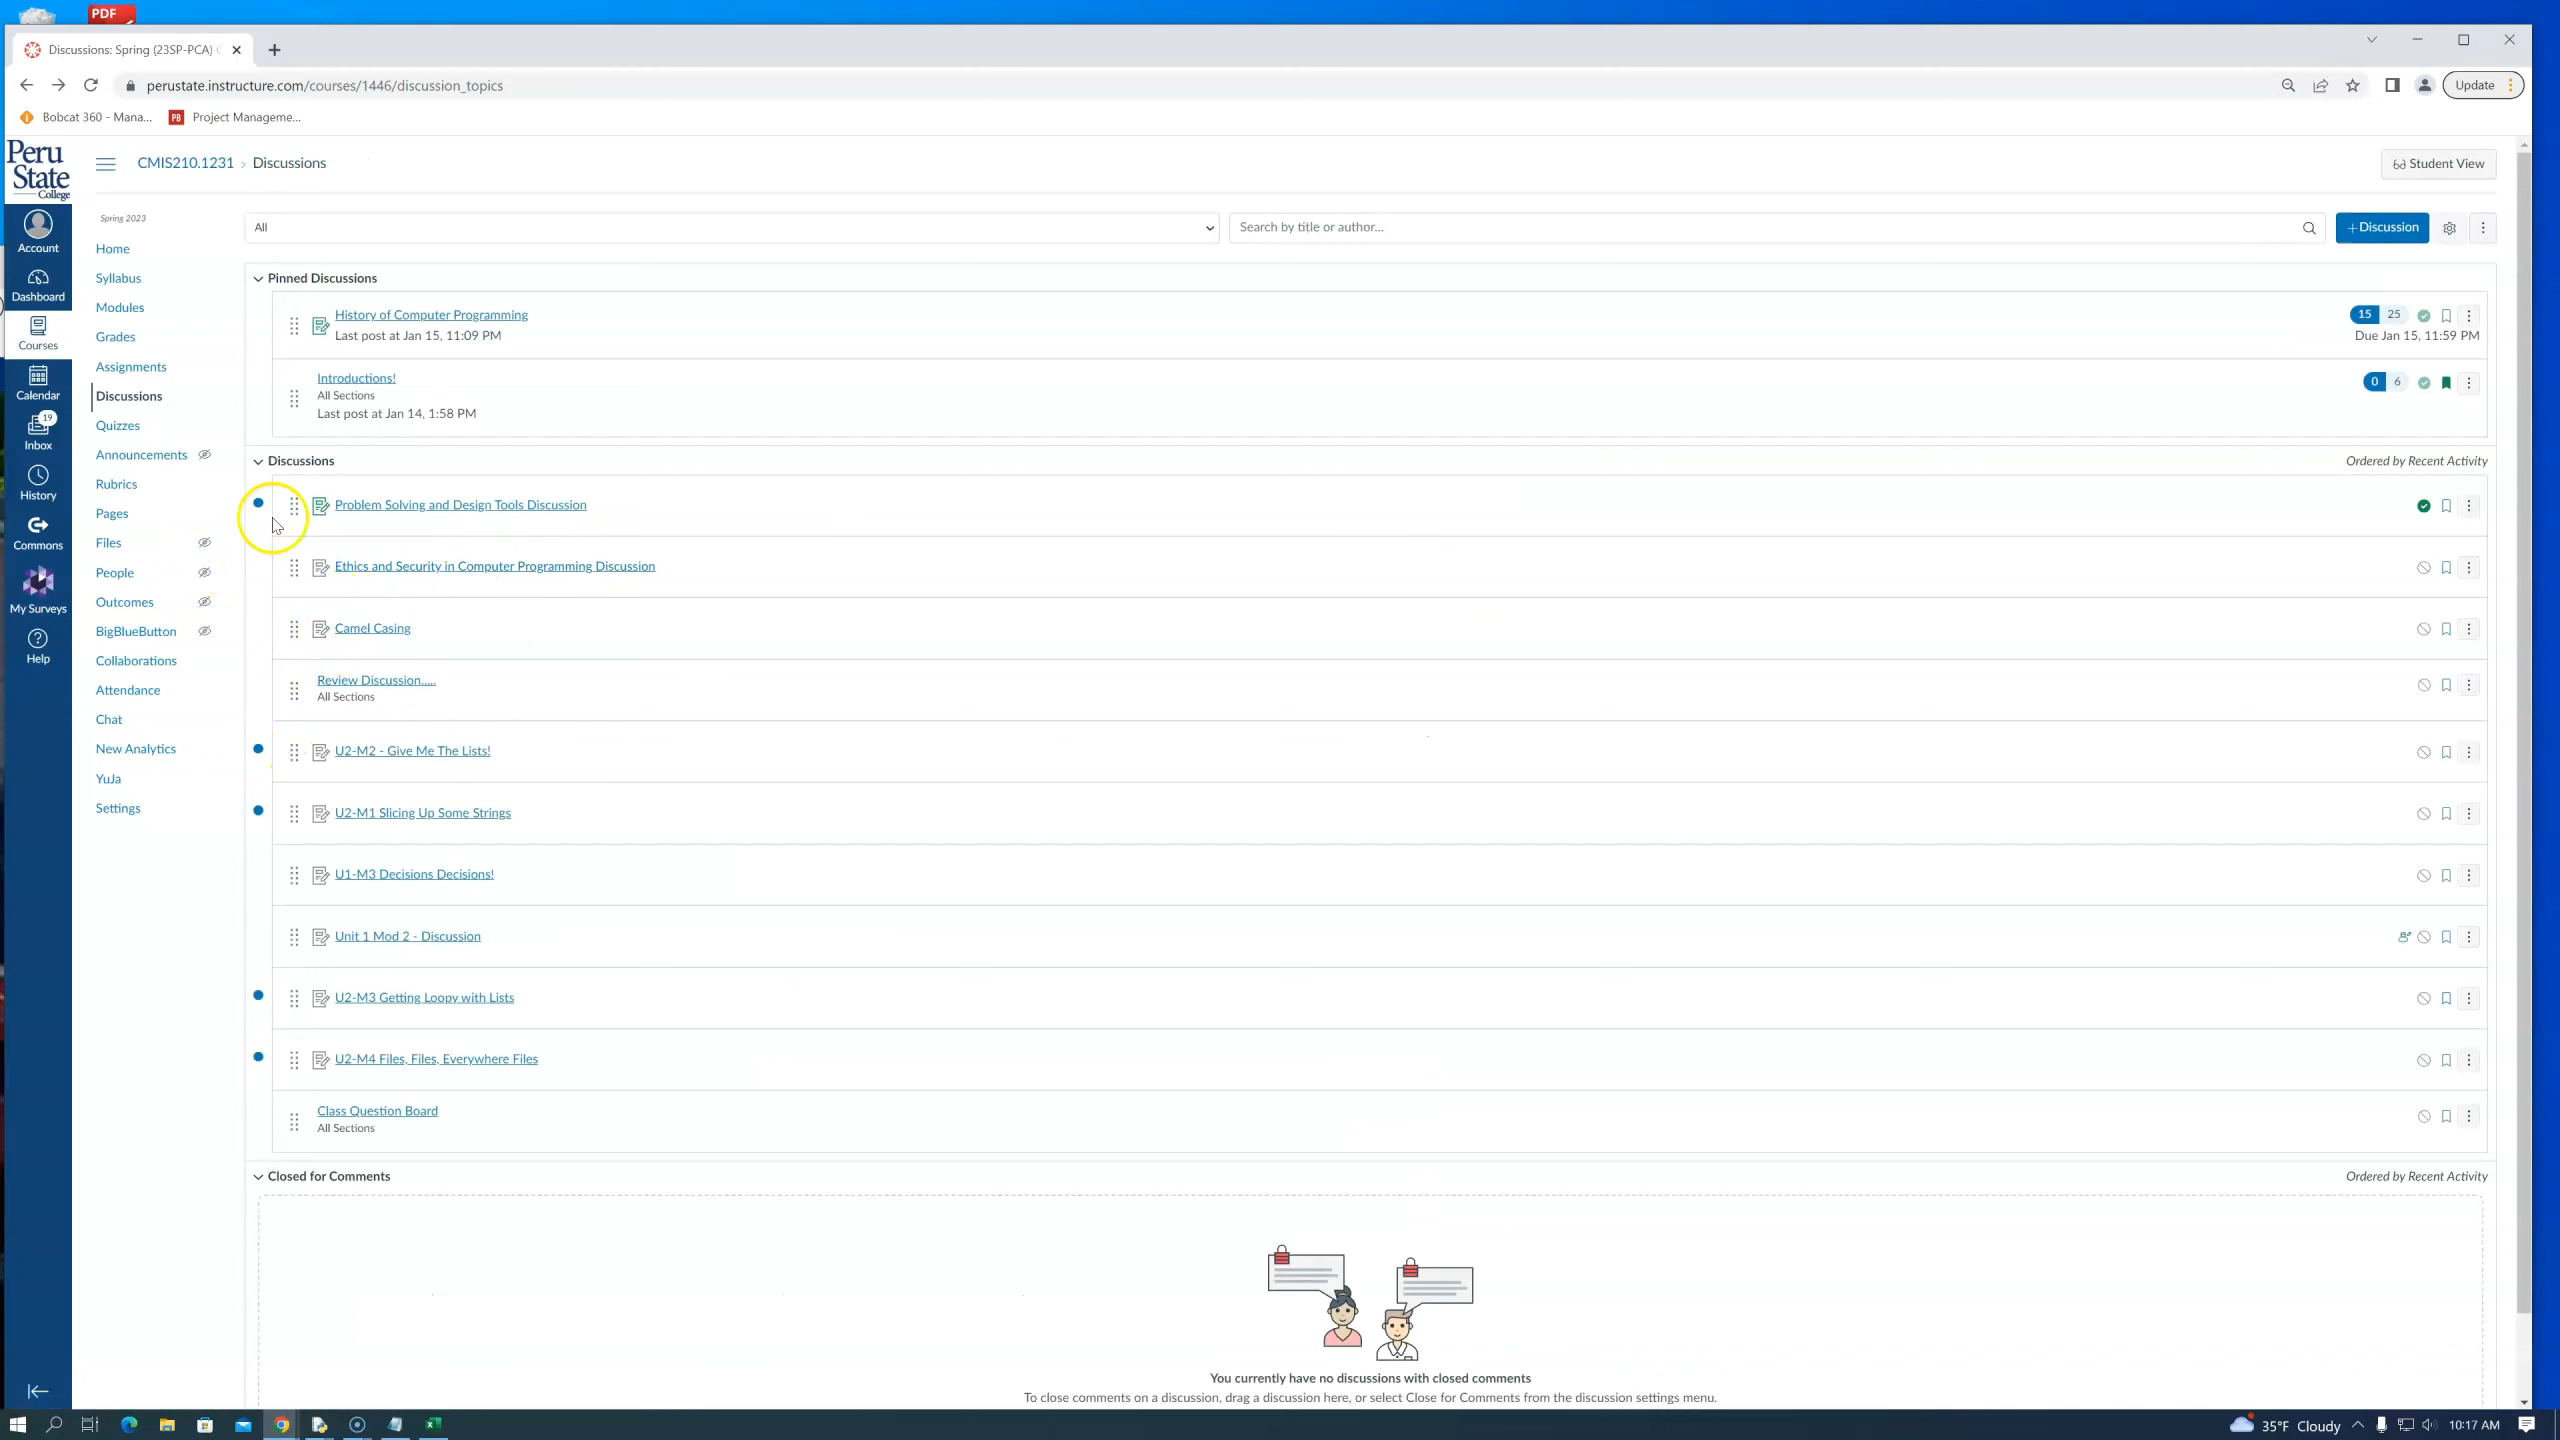 PDF
Discussions: Spring (23SP-PCA)
perustate.instructure.com/courses/1446/discussion_topics
Update
Bobcat 360 - Mana...
PB Project Manageme...
Peru
State
College
CMIS210.1231 › Discussions
Student View
Account
Dashboard
Courses
Calendar
19
Inbox
History
Commons
My Surveys
Help
Spring 2023
Home
Syllabus
Modules
Grades
Assignments
Discussions
Quizzes
Announcements
Rubrics
Pages
Files
People
Outcomes
BigBlueButton
Collaborations
Attendance
Chat
New Analytics
YuJa
Settings
All
Search by title or author...
+Discussion
Pinned Discussions
History of Computer Programming
15 25
Last post at Jan 15, 11:09 PM
Due Jan 15, 11:59 PM
Introductions!
0 6
All Sections
Last post at Jan 14, 1:58 PM
Discussions
Ordered by Recent Activity
Problem Solving and Design Tools Discussion
Ethics and Security in Computer Programming Discussion
Camel Casing
Review Discussion.....
All Sections
U2-M2 - Give Me The Lists!
U2-M1 Slicing Up Some Strings
U1-M3 Decisions Decisions!
Unit 1 Mod 2 - Discussion
U2-M3 Getting Loopy with Lists
U2-M4 Files, Files, Everywhere Files
Class Question Board
All Sections
Closed for Comments
Ordered by Recent Activity
You currently have no discussions with closed comments
To close comments on a discussion, drag a discussion here, or select Close for Comments from the discussion settings menu.
35°F Cloudy
10:17 AM